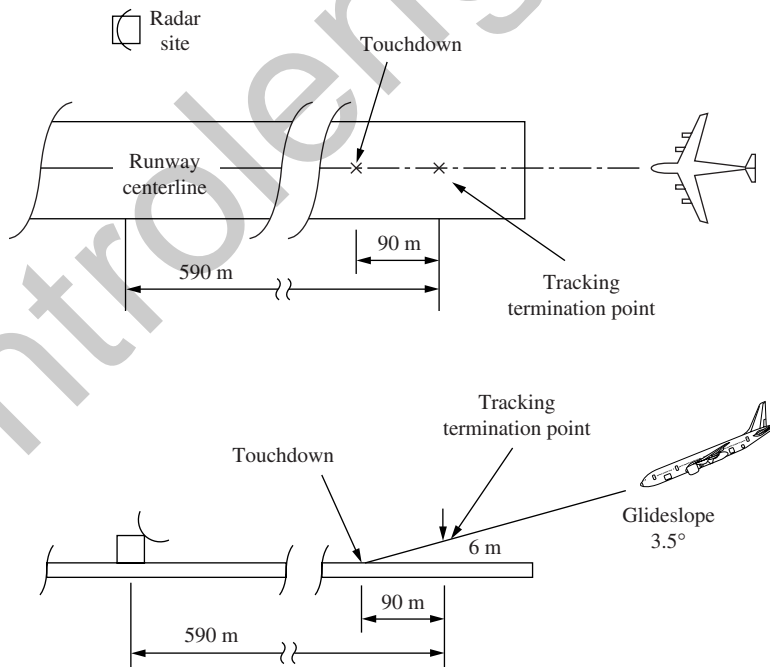 Radar
site
Touchdown
Runway
centerline
90 m
590 m
Tracking
termination point
Tracking
termination point
Touchdown
Glideslope
3.5°
6 m
90 m
590 m
ntroleng